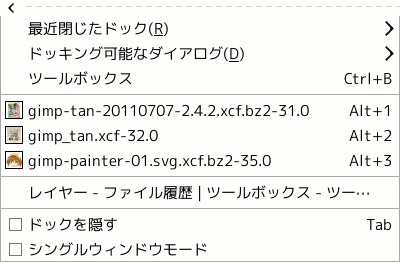 最近閉じたドック(R)
ドッキング可能なダイアログ(D)
ツールボックス Ctrl+B
gimp-tan-20110707-2.4.2.xcf.bz2-31.0 Alt+1
gimp_tan.xcf-32.0 Alt+2
gimp-painter-01.svg.xcf.bz2-35.0 Alt+3
レイヤー - ファイル履歴 | ツールボックス - ツー…
ドックを隠す Tab
シングルウィンドウモード